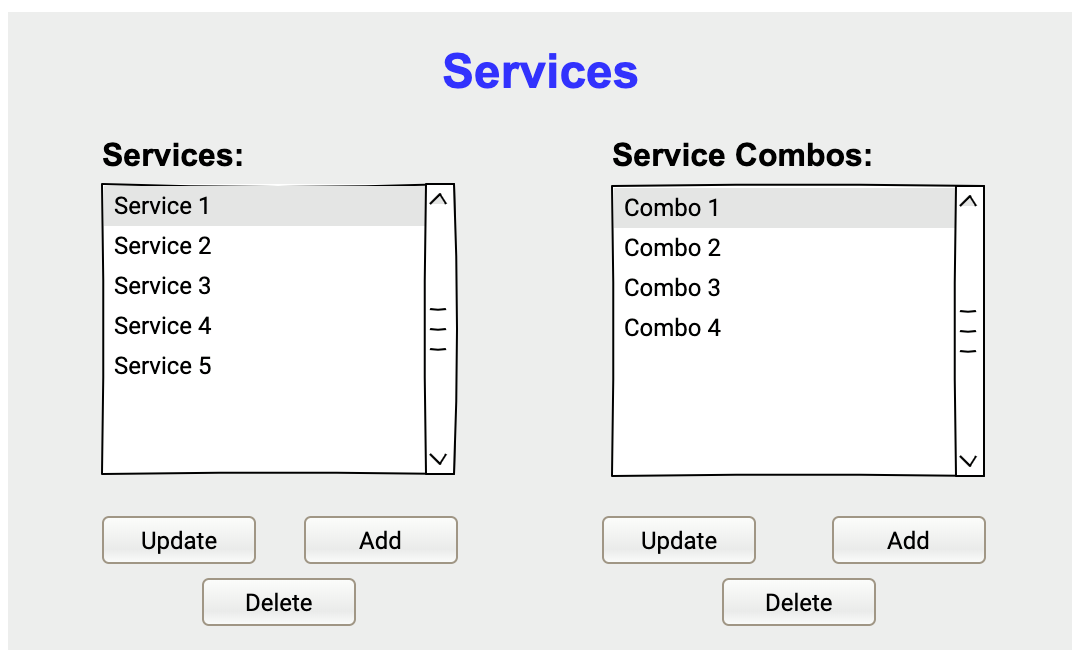 Services
Services:
Service 1
Service 2
Service 3
Service 4
Service 5
Update
Add
Delete
Service Combos:
Combo 1
Combo 2
Combo 3
Combo 4
Update
Add
Delete